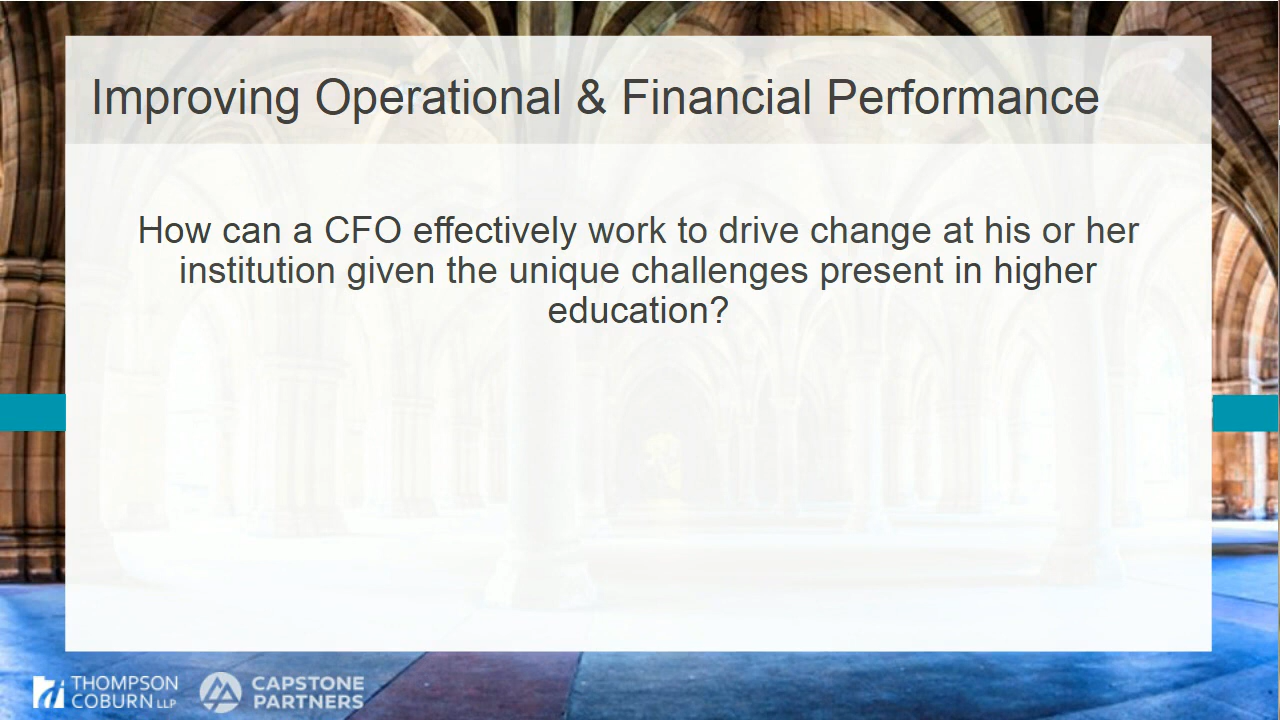 Improving Operational & Financial Performance
How can a CFO effectively work to drive change at his or her
institution given the unique challenges present in higher
education?
THOMPSON
COBURN LLP
CAPSTONE
PARTNERS